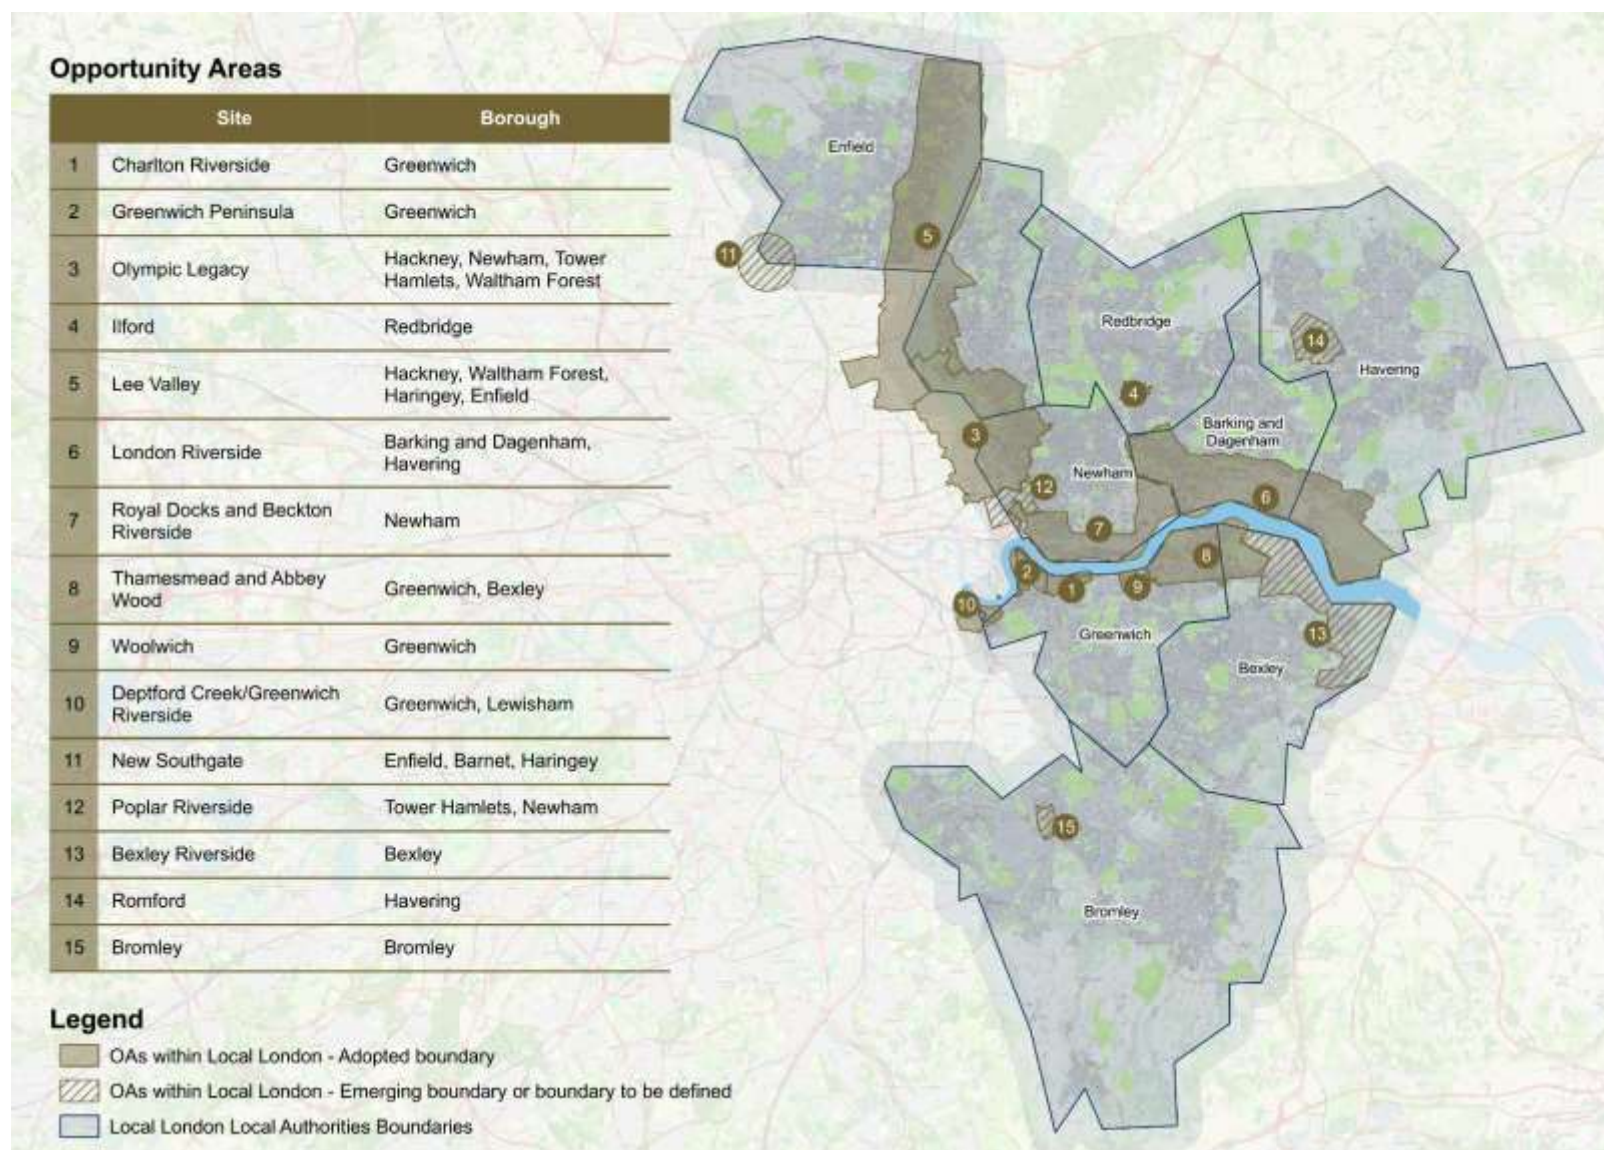 Opportunity Areas
Site Borough
1 Charlton Riverside Greenwich
2 Greenwich Peninsula Greenwich
3 Olympic Legacy Hackney, Newham, Tower
Hamlets, Waltham Forest
4 Ilford Redbridge
5 Lee Valley Hackney, Waltham Forest,
Haringey, Enfield
6 London Riverside Barking and Dagenham,
Havering
7 Royal Docks and Beckton
Riverside Newham
8 Thamesmead and Abbey
Wood Greenwich, Bexley
9 Woolwich Greenwich
10 Deptford Creek/Greenwich
Riverside Greenwich, Lewisham
11 New Southgate Enfield, Barnet, Haringey
12 Poplar Riverside Tower Hamlets, Newham
13 Bexley Riverside Bexley
14 Romford Havering
15 Bromley Bromley
Legend
OAs within Local London - Adopted boundary
OAs within Local London - Emerging boundary or boundary to be defined
Local London Local Authorities Boundaries
Enfield
5
11
Redbridge
14
Havering
4
Barking and
Dagenham
3
Newham
12
6
7
8
2
1
9
10
Greenwich
13
Bexley
15
Bromley